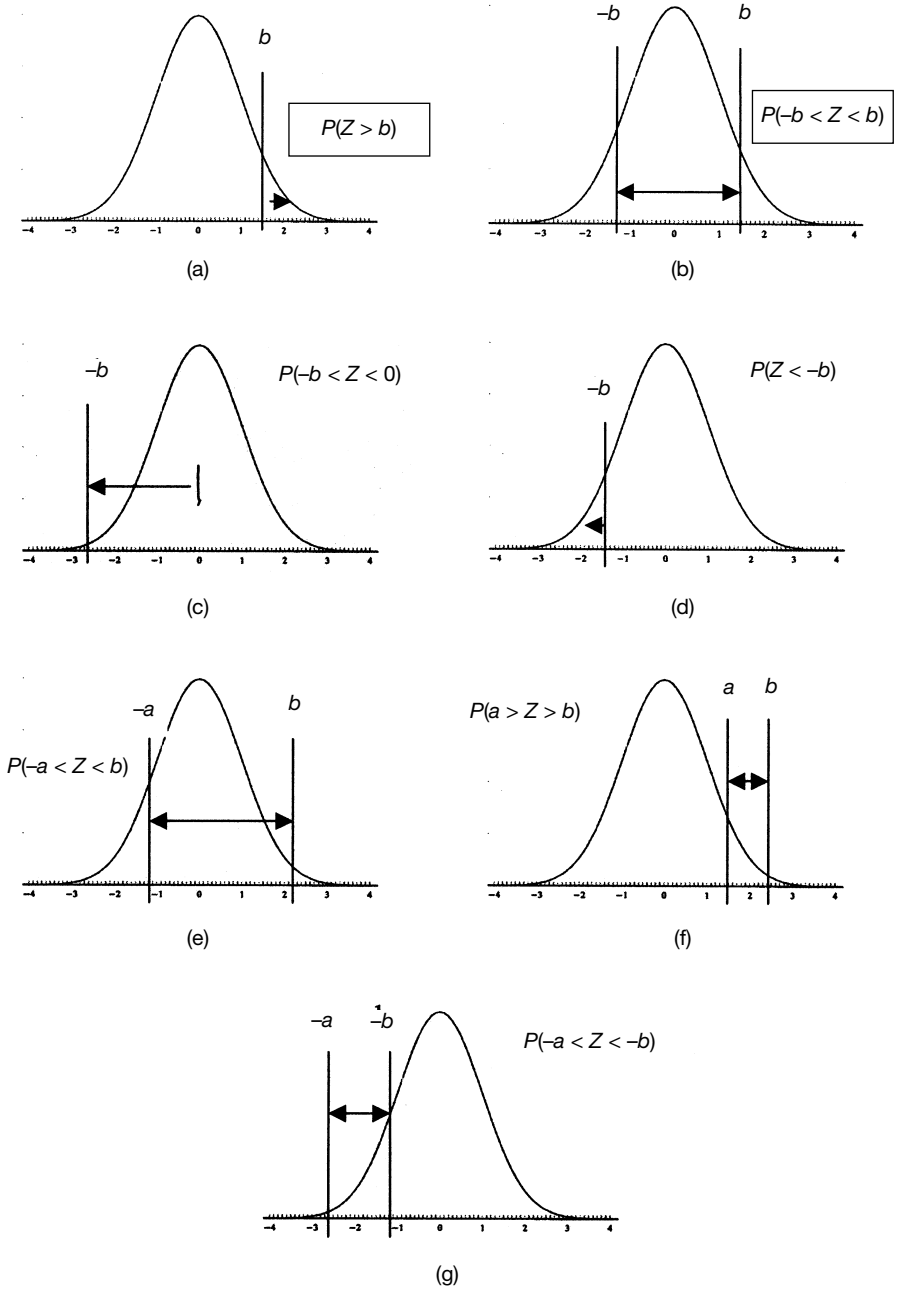 b
P(Z > b)
–4 –3 –2 –1 0 1 2 3 4
(a)
–b b
P(–b < Z < b)
–4 –3 –2 –1 0 1 2 3 4
(b)
–b
P(–b < Z < 0)
–4 –3 –2 –1 0 1 2 3 4
(c)
–b
P(Z < –b)
–4 –3 –2 –1 0 1 2 3 4
(d)
–a b
P(–a < Z < b)
–4 –3 –2 –1 0 1 2 3 4
(e)
a b
P(a > Z > b)
–4 –3 –2 –1 0 1 2 3 4
(f)
–a –b
P(–a < Z < –b)
–4 –3 –2 –1 0 1 2 3 4
(g)